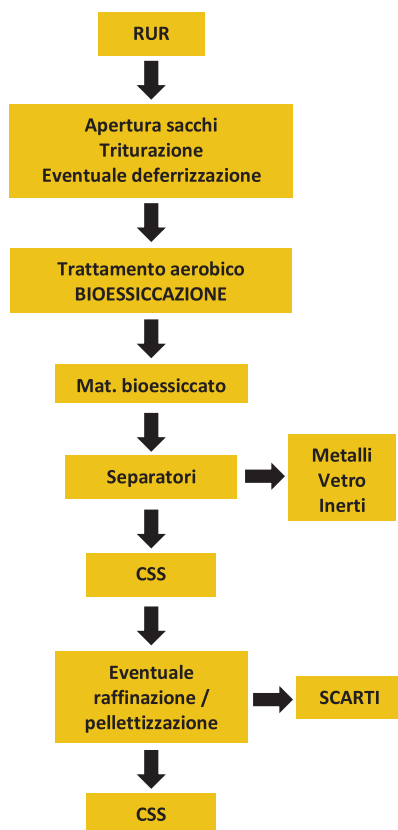 RUR
Apertura sacchi
Triturazione
Eventuale deferrizzazione
Trattamento aerobico
BIOESSICCAZIONE
Mat. bioessiccato
Separatori
Metalli
Vetro
Inerti
CSS
Eventuale
raffinazione /
pellettizzazione
SCARTI
CSS